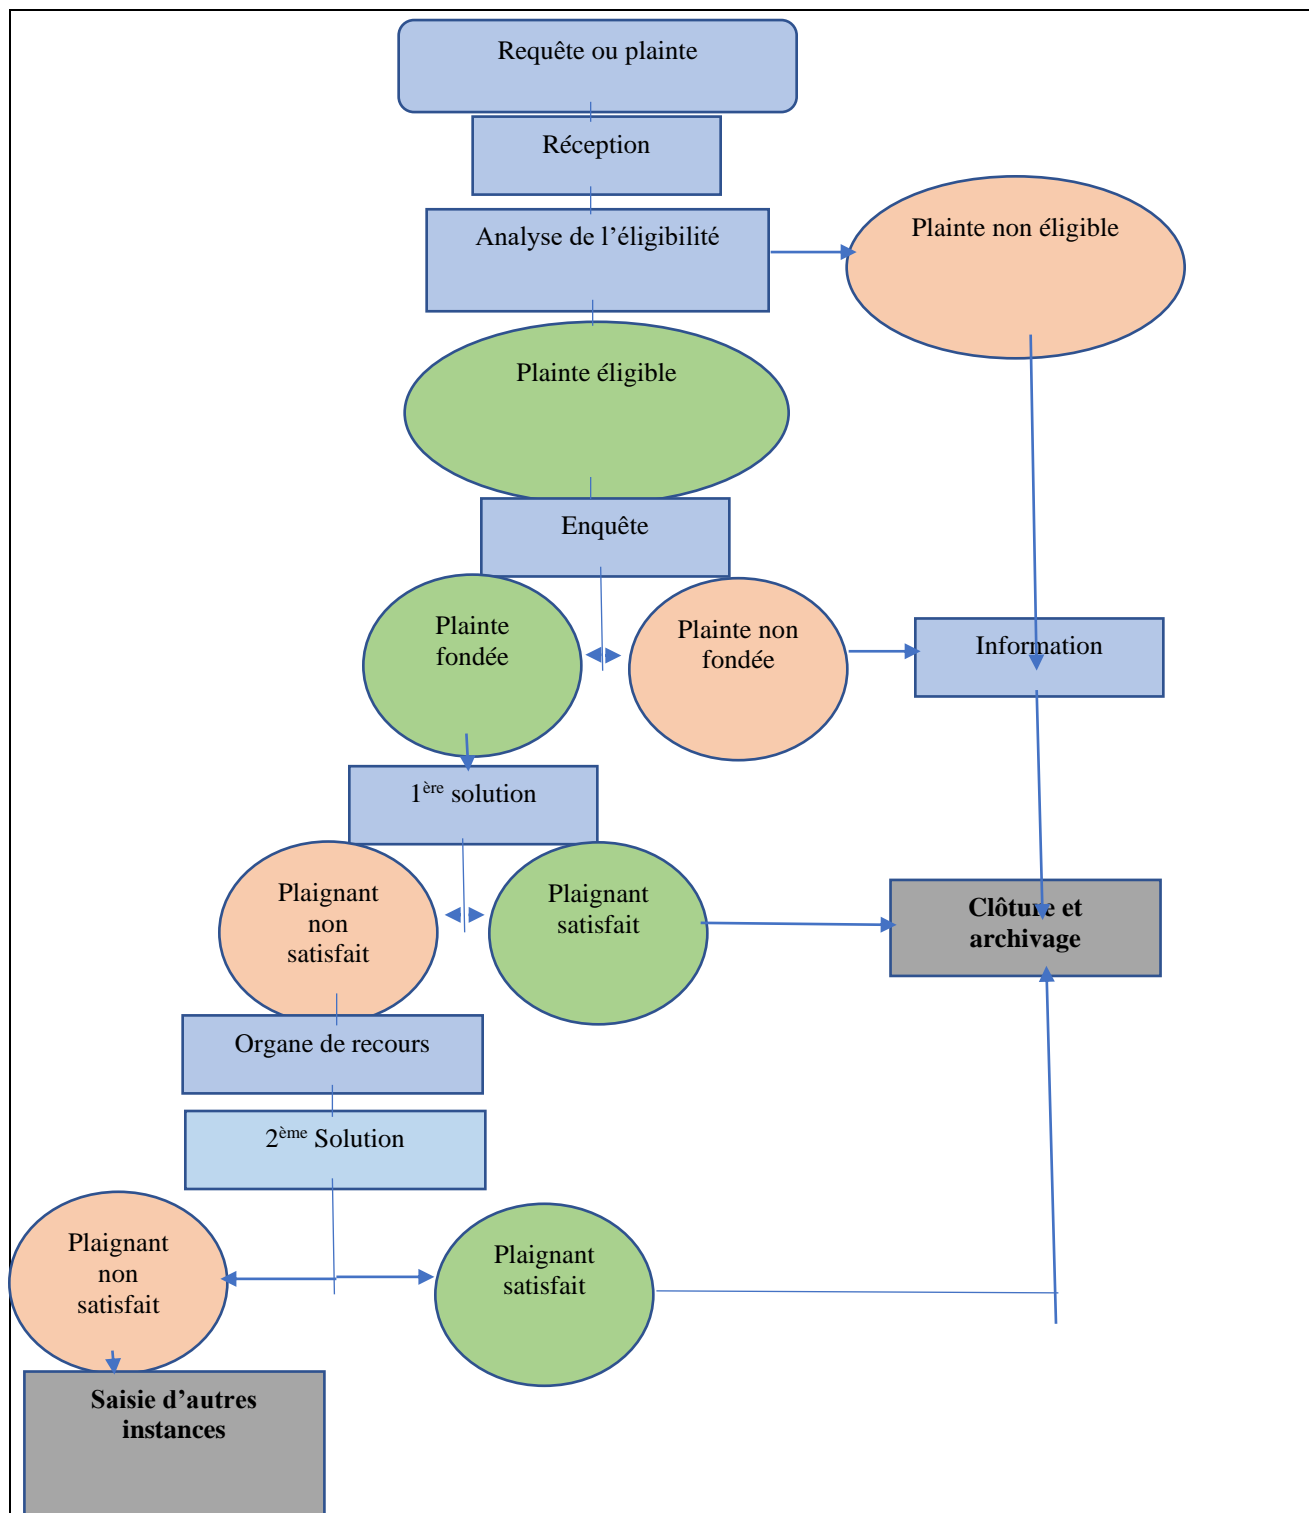 Requête ou plainte
Réception
Analyse de l’éligibilité
Plainte non éligible
Plainte éligible
Enquête
Plainte
fondée
Plainte non
fondée
Information
1ère solution
Plaignant
non
satisfait
Plaignant
satisfait
Clôture et
archivage
Organe de recours
2ème Solution
Plaignant
non
satisfait
Plaignant
satisfait
Saisie d’autres
instances